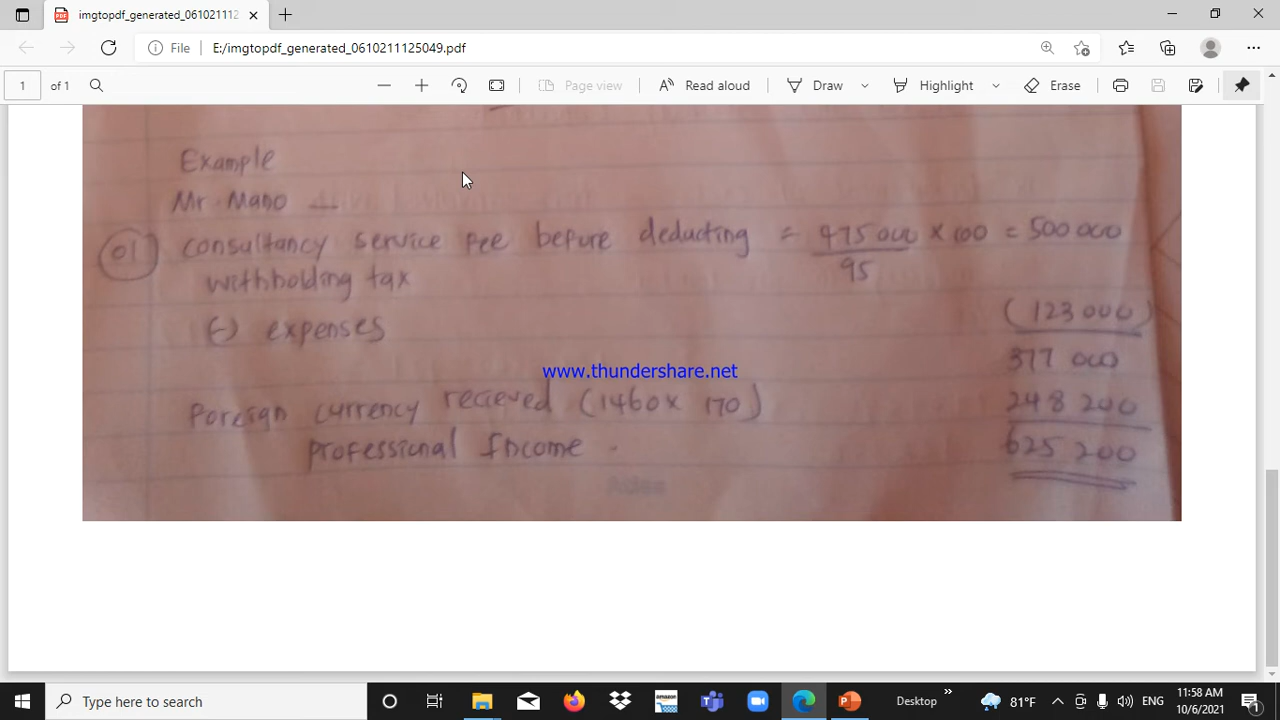 imgtopdf_generated_0610211125049.pdf
File E:/imgtopdf_generated_0610211125049.pdf
1 of 1 Page view Read aloud Draw Highlight Erase
Example
Mr. Mano
01 consultancy service fee before deducting = 475 000 × 100 = 500 000
95
withholding tax
(-) expenses (123 000)
377 000
www.thundershare.net
Foreign currency recieved (1460× 170) 248 200
Professional Income 625 200
Type here to search Desktop » 81°F ENG 11:58 AM
10/6/2021